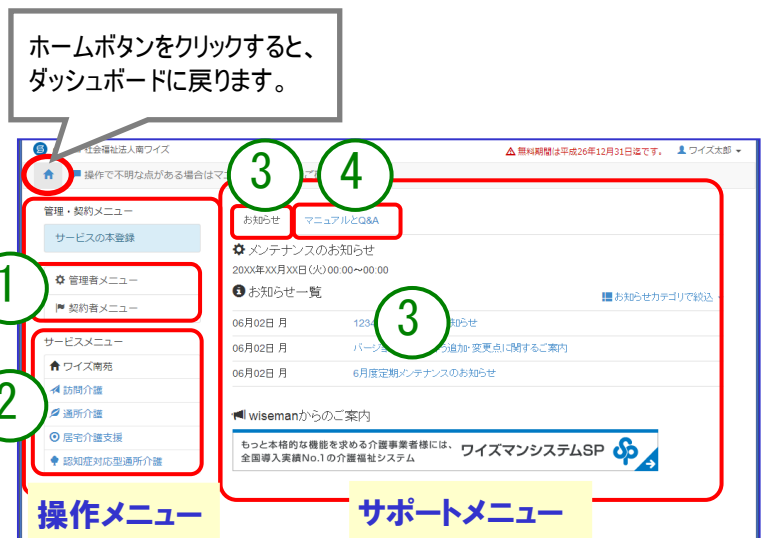 ホームボタンをクリックすると、
ダッシュボードに戻ります。
社会福祉法人南ワイズ
無料期間は平成26年12月31日迄です。
ワイズ太郎
操作で不明な点がある場合はマ
3
4
管理・契約メニュー
サービスの本登録
お知らせ
マニュアルとQ&A
メンテナンスのお知らせ
20XX年XX月XX日(火)00:00～00:00
1
管理者メニュー
契約者メニュー
お知らせ一覧
お知らせカテゴリで絞込
06月02日 月
1234
知らせ
3
06月02日 月
バージ
う追加・変更点に関するご案内
06月02日 月
6月度定期メンテナンスのお知らせ
サービスメニュー
ワイズ南苑
2
訪問介護
通所介護
居宅介護支援
認知症対応型通所介護
wisemanからのご案内
もっと本格的な機能を求める介護事業者様には、
全国導入実績No.1の介護福祉システム
ワイズマンシステムSP
操作メニュー
サポートメニュー